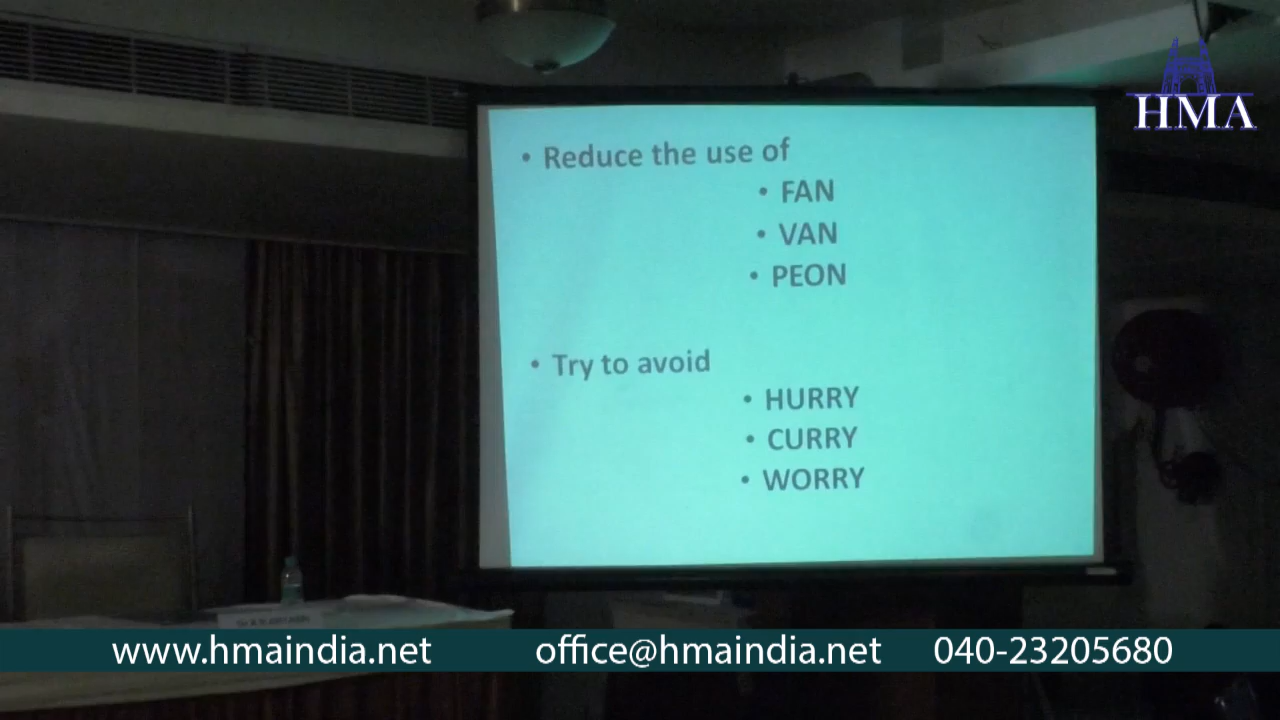 HMA
• Reduce the use of
• FAN
• VAN
• PEON
• Try to avoid
• HURRY
• CURRY
• WORRY
www.hmaindia.net office@hmaindia.net 040-23205680